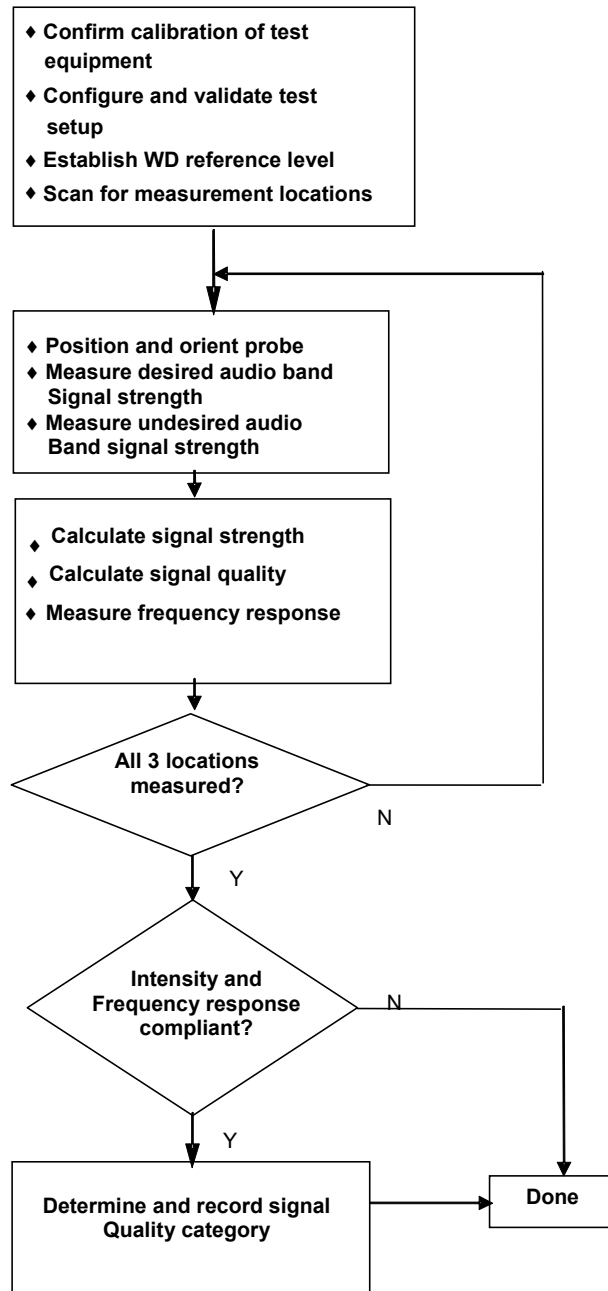 ♦ Confirm calibration of test
equipment
♦ Configure and validate test
setup
♦ Establish WD reference level
♦ Scan for measurement locations
♦ Position and orient probe
♦ Measure desired audio band
Signal strength
♦ Measure undesired audio
Band signal strength
♦ Calculate signal strength
♦ Calculate signal quality
♦ Measure frequency response
All 3 locations
measured?
N
Y
Intensity and
Frequency response
compliant?
N
Y
Determine and record signal
Quality category
Done